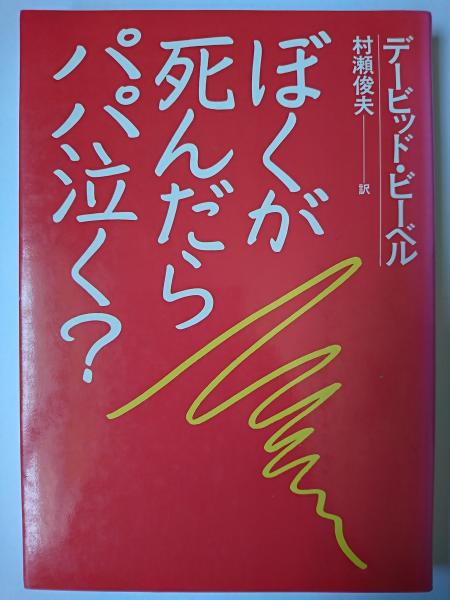 デービッド・ビーベル
村瀬俊夫──訳
ぼくが
死んだら
パパ泣く?